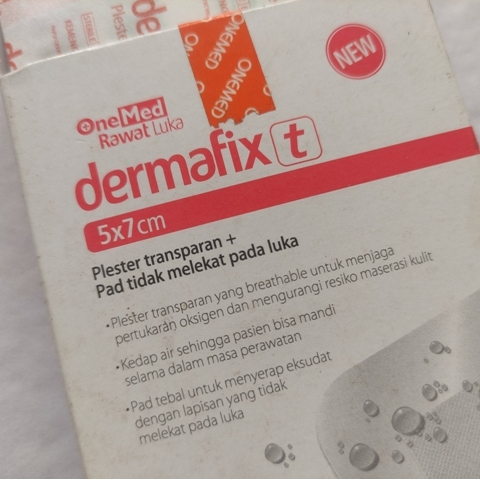 OneMed
Rawat Luka
ONEMED
ONEMED
NEW
dermafix t
5x7cm
Plester transparan +
Pad tidak melekat pada luka
•Plester transparan yang breathable untuk menjaga
pertukaran oksigen dan mengurangi resiko maserasi kulit
•Kedap air sehingga pasien bisa mandi
selama dalam masa perawatan
•Pad tebal untuk menyerap eksudat
dengan lapisan yang tidak
melekat pada luka